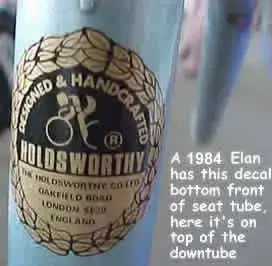 DESIGNED & HANDCRAFTED
®
HOLDSWORTHY
THE HOLDSWORTHY CO LTD
OAKFIELD ROAD
LONDON SE20
ENGLAND
A 1984 Elan
has this decal
bottom front
of seat tube,
here it's on
top of the
downtube